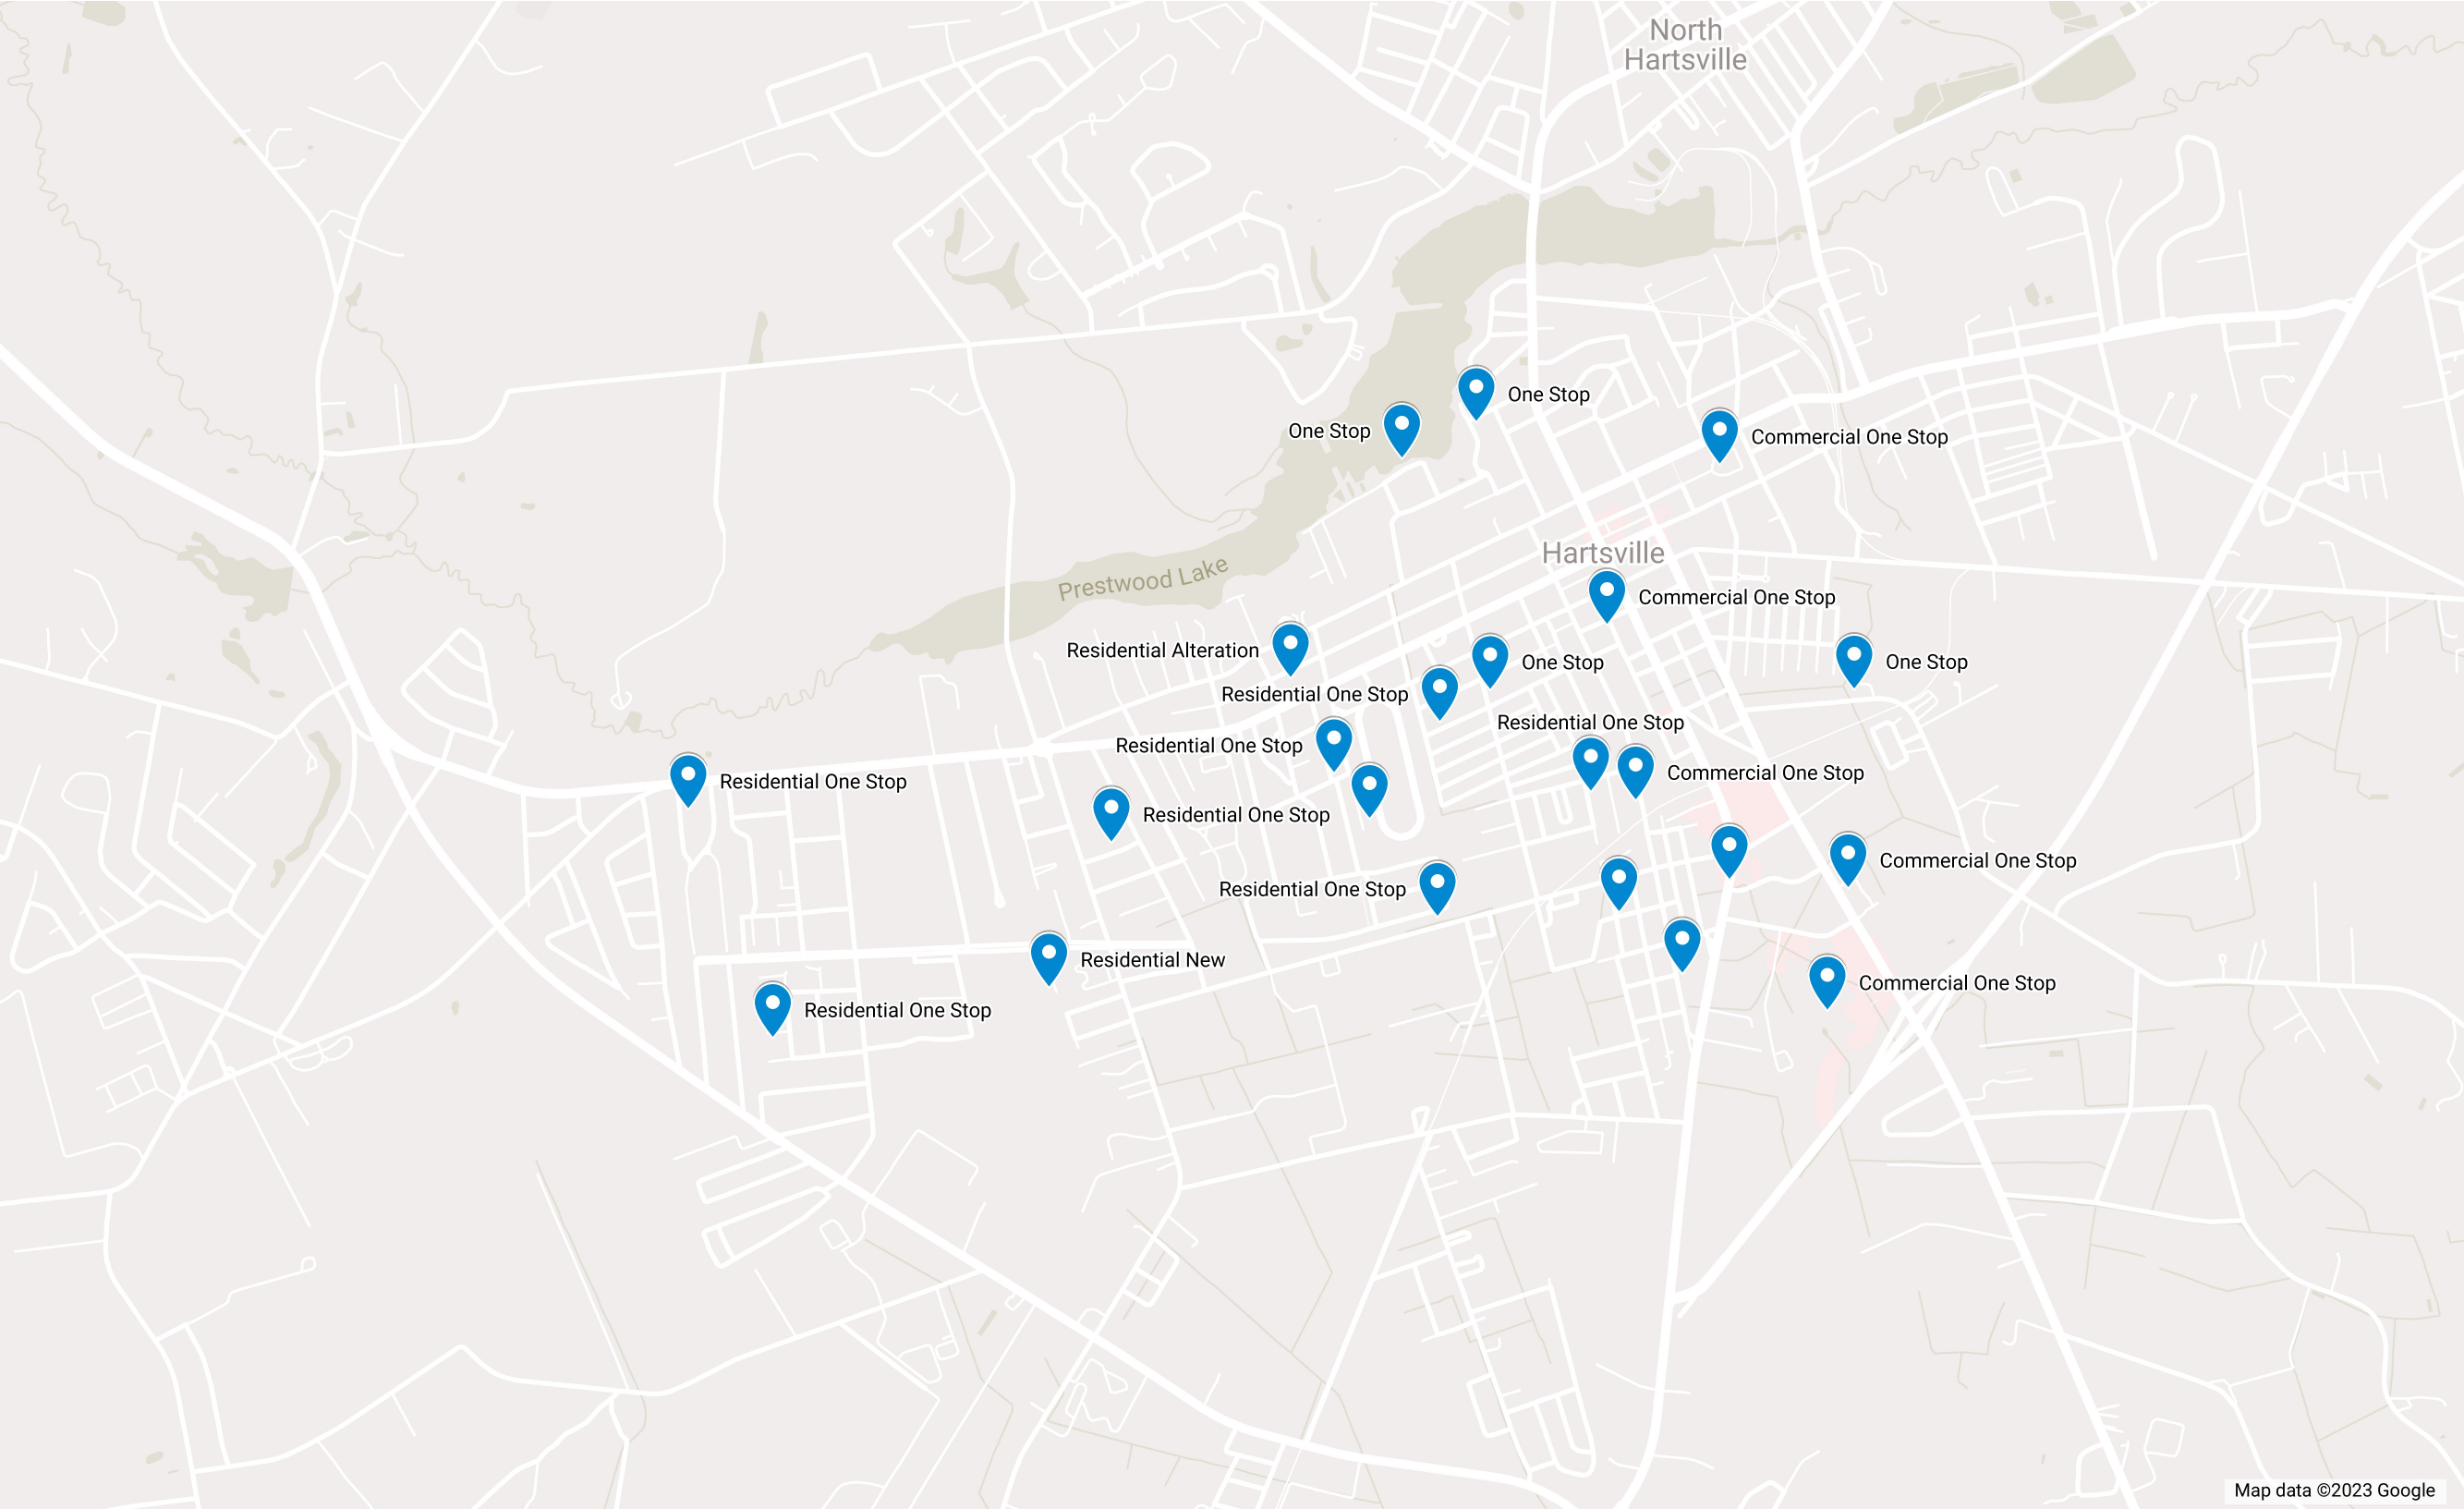 North
Hartsville
One Stop
One Stop
Commercial One Stop
Hartsville
Prestwood Lake
Commercial One Stop
Residential Alteration
One Stop
One Stop
Residential One Stop
Residential One Stop
Residential One Stop
Commercial One Stop
Residential One Stop
Residential One Stop
Commercial One Stop
Residential One Stop
Residential New
Commercial One Stop
Residential One Stop
Map data ©2023 Google